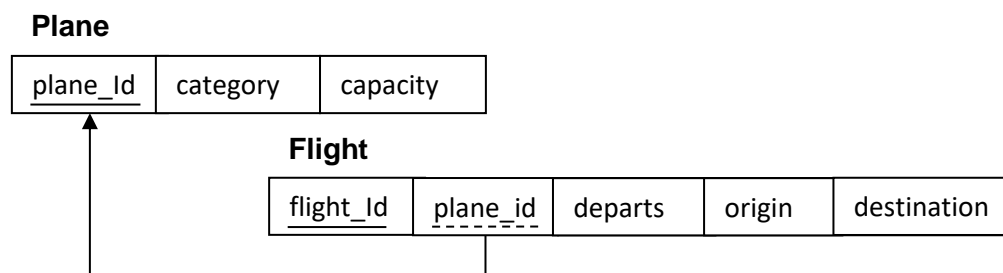 Plane
plane_Id category capacity
Flight
flight_Id plane_id departs origin destination